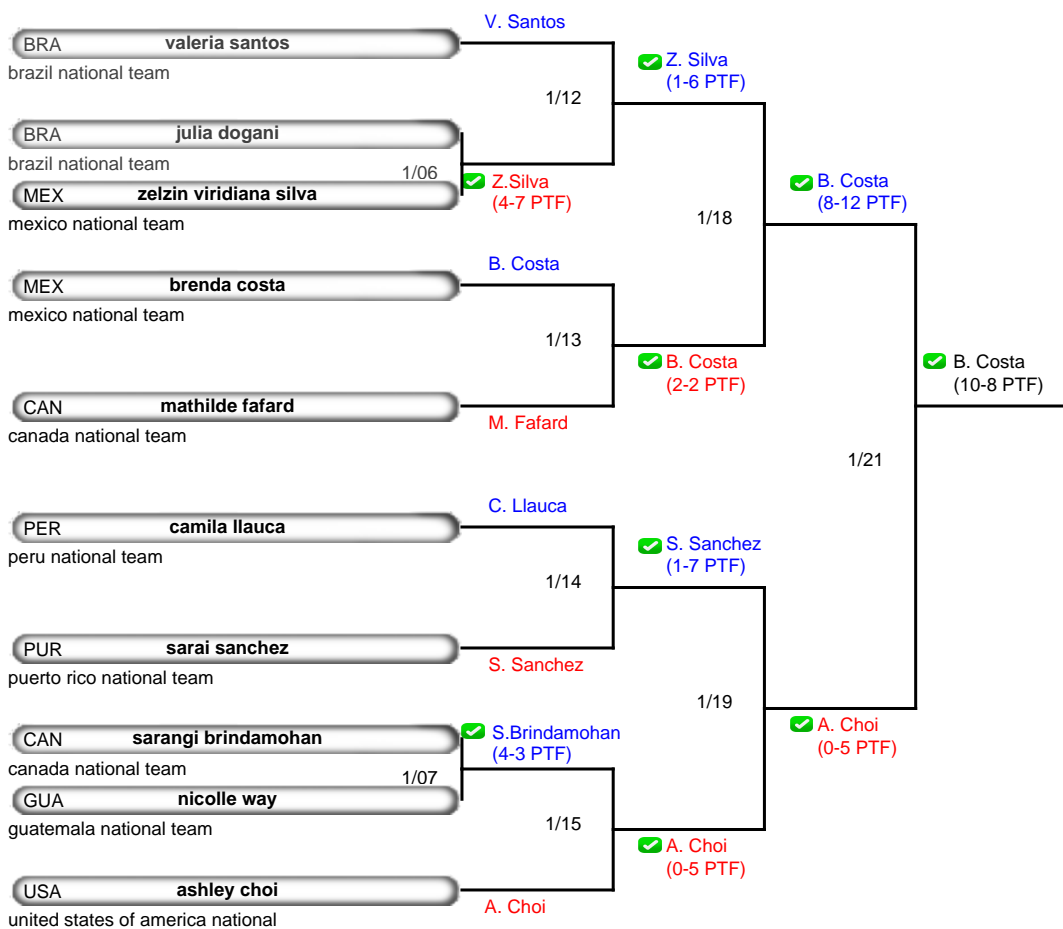 V. Santos
BRA valeria santos
brazil national team
Z. Silva
(1-6 PTF)
1/12
BRA julia dogani
brazil national team
1/06
MEX zelzin viridiana silva
mexico national team
Z.Silva
(4-7 PTF)
B. Costa
(8-12 PTF)
1/18
B. Costa
MEX brenda costa
mexico national team
1/13
B. Costa
(2-2 PTF)
B. Costa
(10-8 PTF)
CAN mathilde fafard
canada national team
M. Fafard
1/21
C. Llauca
PER camila llauca
peru national team
S. Sanchez
(1-7 PTF)
1/14
PUR sarai sanchez
puerto rico national team
S. Sanchez
1/19
CAN sarangi brindamohan
canada national team
S.Brindamohan
(4-3 PTF)
A. Choi
(0-5 PTF)
1/07
GUA nicolle way
guatemala national team
1/15
A. Choi
(0-5 PTF)
USA ashley choi
united states of america national
A. Choi